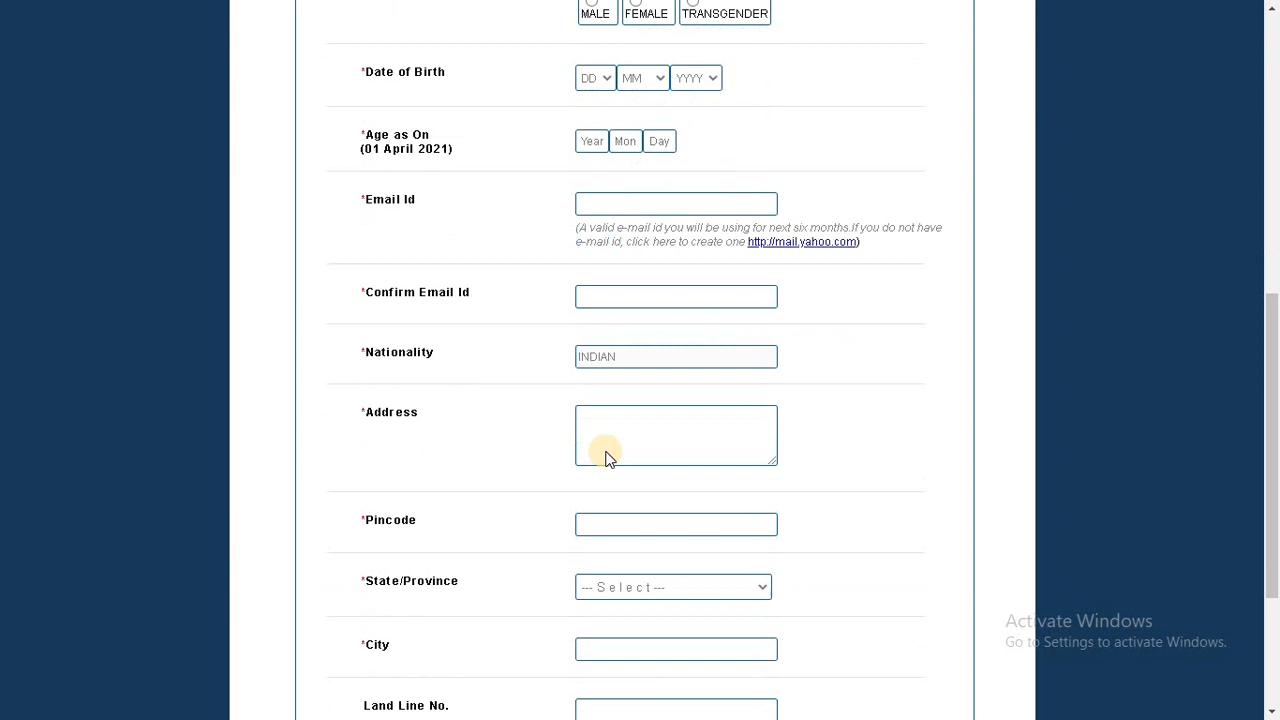 MALE FEMALE TRANSGENDER
*Date of Birth DD MM YYYY
*Age as On
(01 April 2021) Year Mon Day
*Email Id
(A valid e-mail id you will be using for next six months.If you do not have
e-mail id, click here to create one http://mail.yahoo.com)
*Confirm Email Id
*Nationality INDIAN
*Address
*Pincode
*State/Province --- S e l e c t ---
*City
Land Line No.
Activate Windows
Go to Settings to activate Windows.